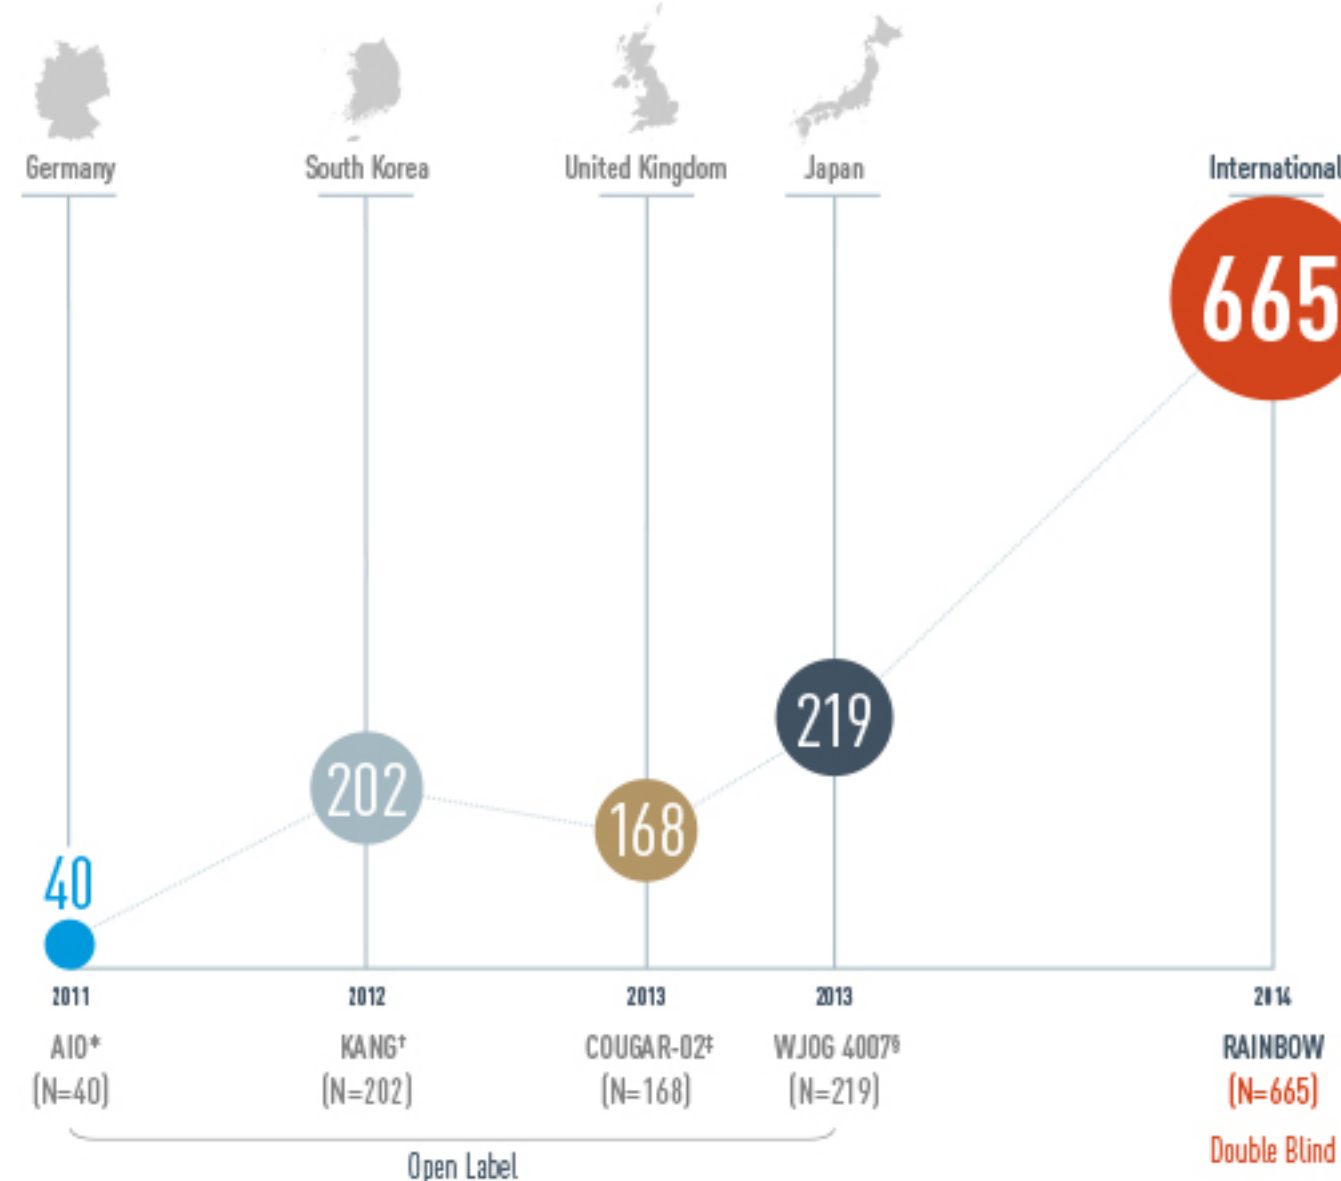 Germany
South Korea
United Kingdom
Japan
International
665
219
202
168
40
2011
2012
2013
2013
2014
AIO*
KANG†
COUGAR-02‡
WJOG 4007§
RAINBOW
(N=40)
(N=202)
(N=168)
(N=219)
(N=665)
Open Label
Double Blind